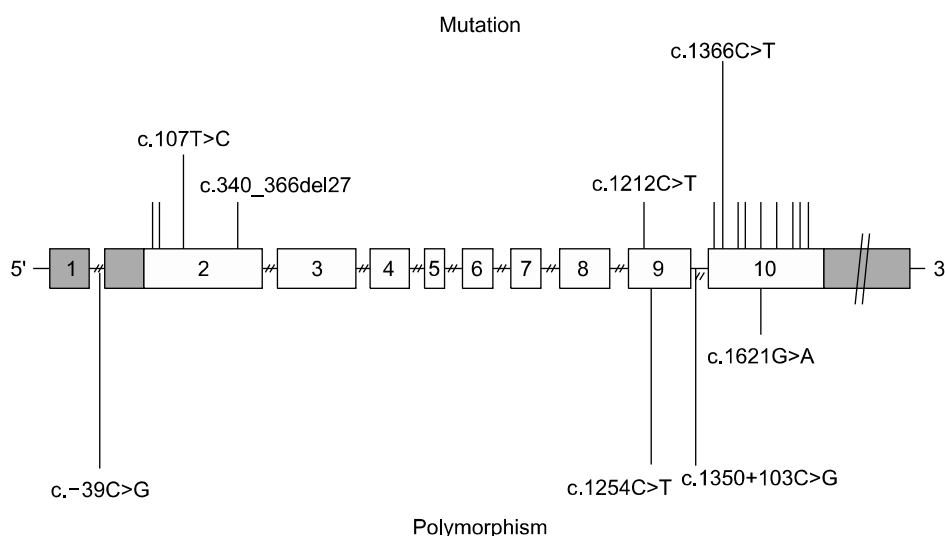 Mutation
c.1366C>T
c.107T>C
c.340_366del27
c.1212C>T
5' 1 2 3 4 5 6 7 8 9 10 3
c.1621G>A
c.−39C>G
c.1254C>T
c.1350+103C>G
Polymorphism